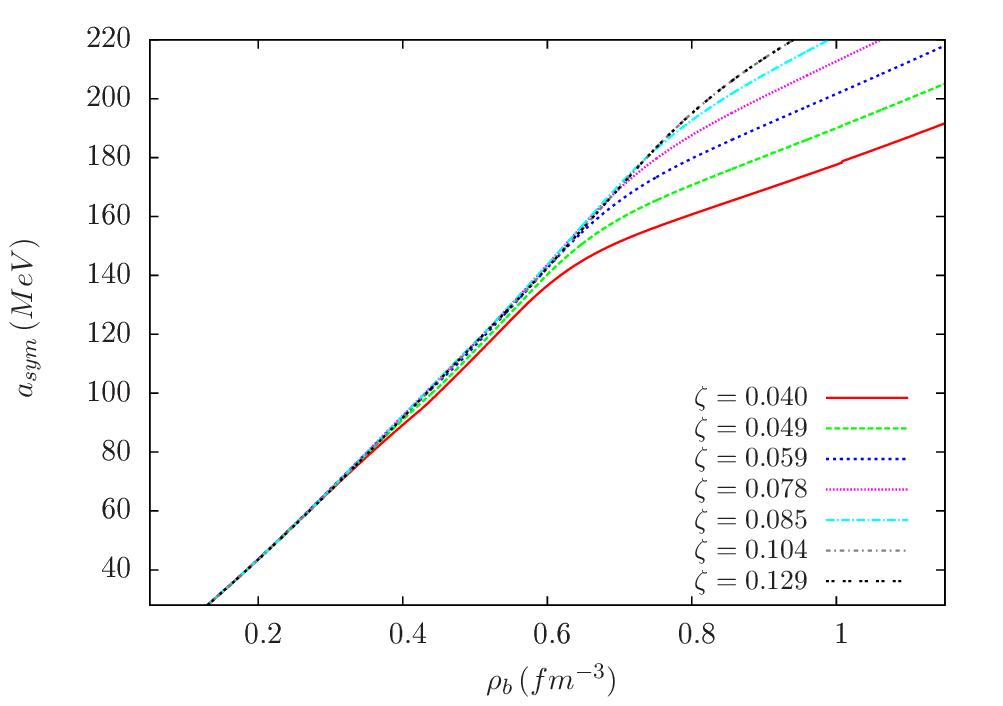 220
200
180
160
140
120
100
80
60
40
a_{sym} (MeV)
ζ = 0.040
ζ = 0.049
ζ = 0.059
ζ = 0.078
ζ = 0.085
ζ = 0.104
ζ = 0.129
0.2 0.4 0.6 0.8 1
ρ_b (fm^{-3})